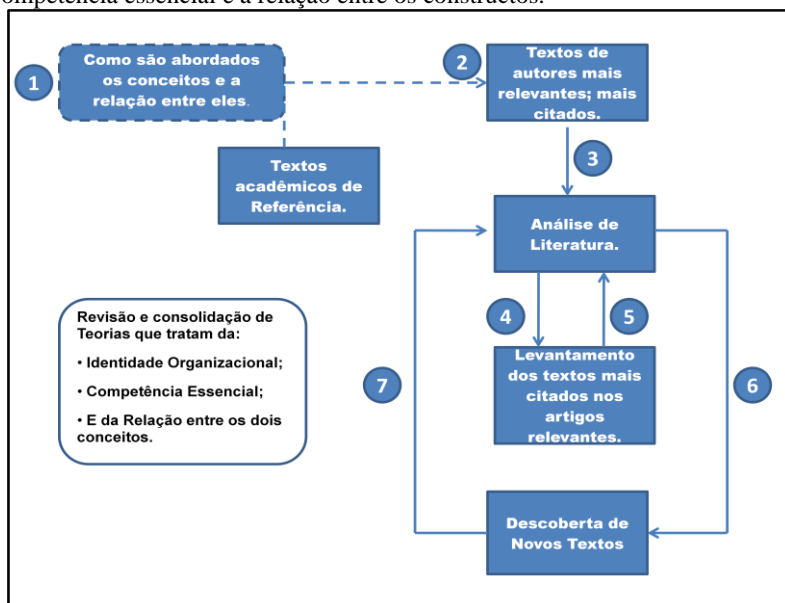 ompetência essencial e a relação entre os constructos.
1
Como são abordados
os conceitos e a
relação entre eles.
2
Textos de
autores mais
relevantes; mais
citados.
3
Textos
acadêmicos de
Referência.
Análise de
Literatura.
4
5
Levantamento
dos textos mais
citados nos
artigos
relevantes.
7
6
Revisão e consolidação de
Teorias que tratam da:
• Identidade Organizacional;
• Competência Essencial;
• E da Relação entre os dois
conceitos.
Descoberta de
Novos Textos